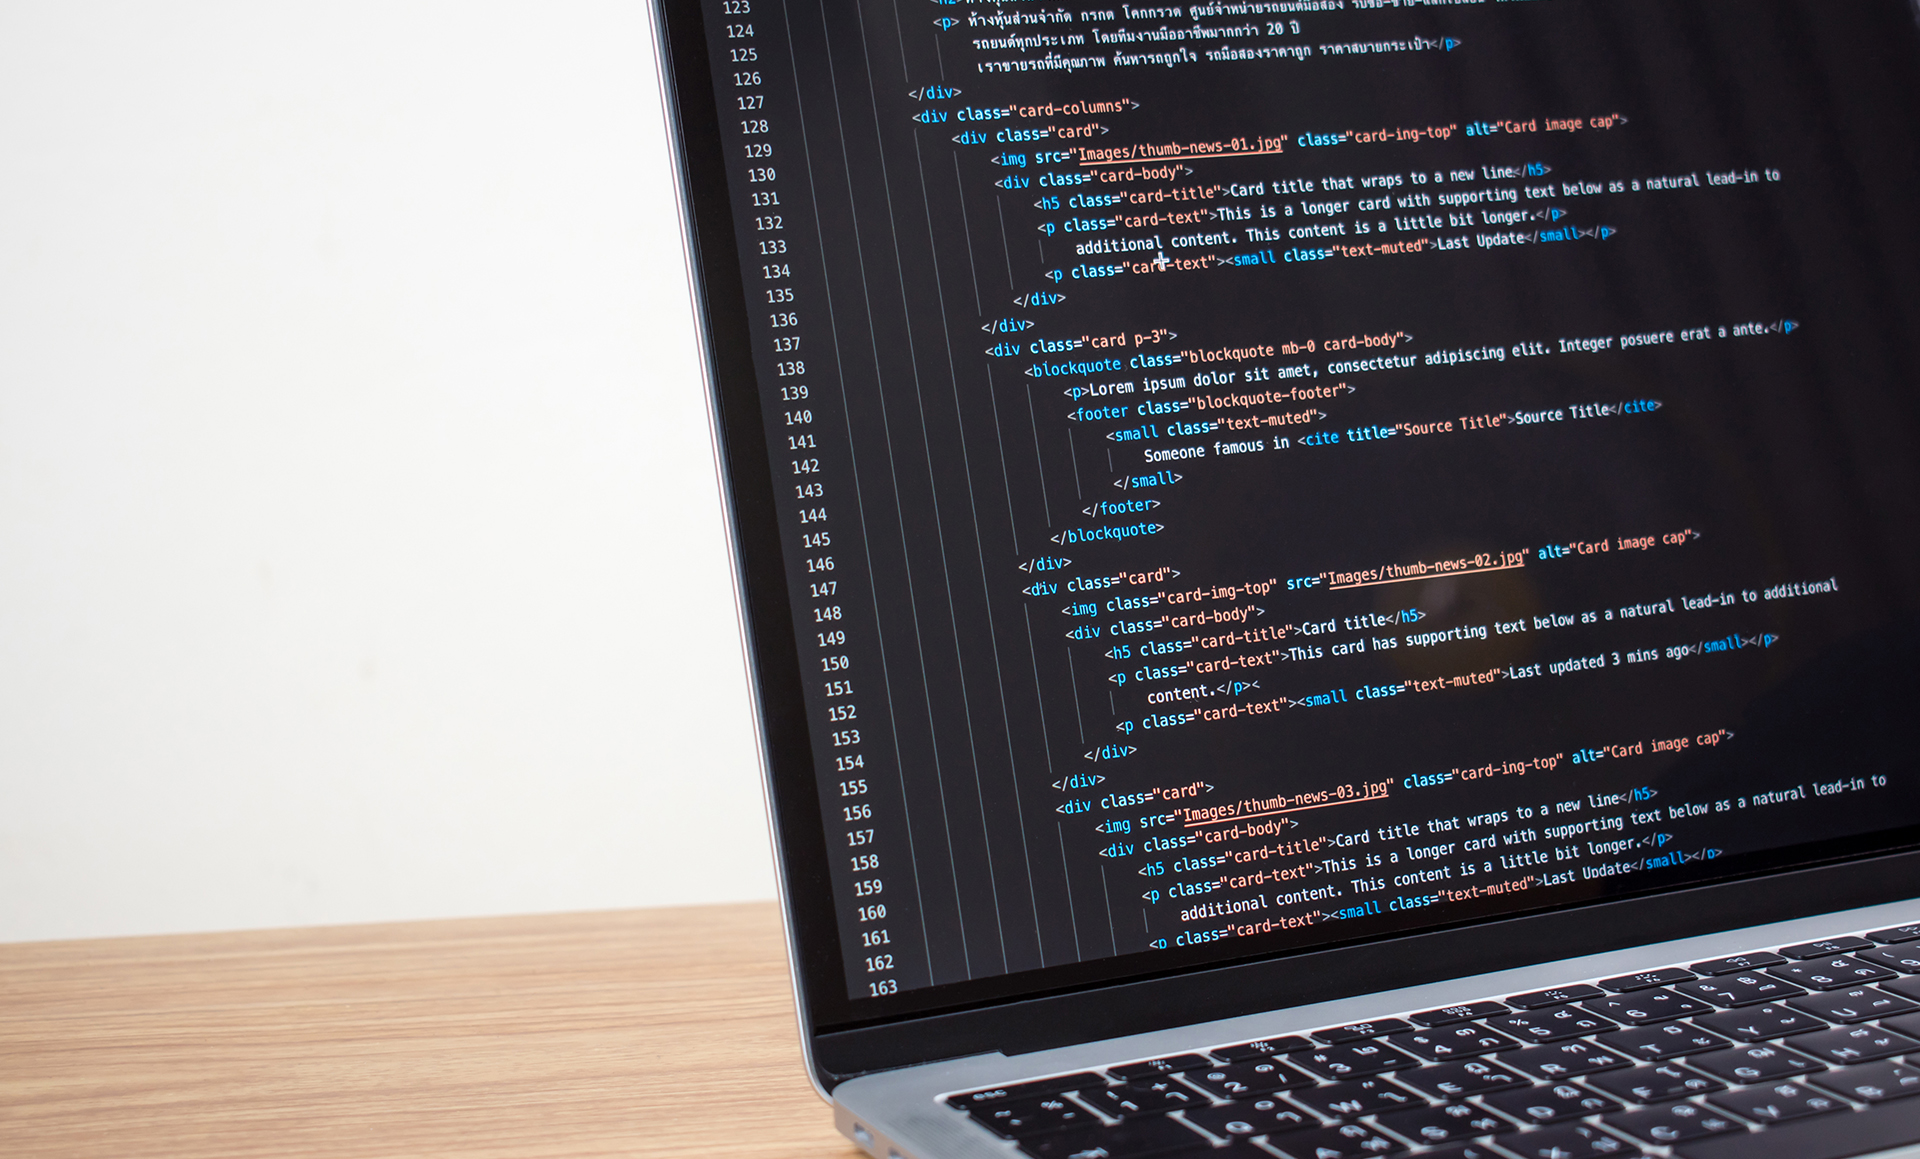 123
124 <p> ห้างหุ้นส่วนจำกัด กรกต โคกกรวด ศูนย์จำหน่ายรถยนต์มือสอง
125 รถยนต์ทุกประเภท โดยทีมงานมืออาชีพมากกว่า 20 ปี
126 เราขายรถที่มีคุณภาพ ค้นหารถถูกใจ รถมือสองราคาถูก ราคาสบายกระเป๋า</p>
127 </div>
128 <div class="card-columns">
129 <div class="card">
130 <img src="Images/thumb-news-01.jpg" class="card-ing-top" alt="Card image cap">
131 <div class="card-body">
132 <h5 class="card-title">Card title that wraps to a new line</h5>
133 <p class="card-text">This is a longer card with supporting text below as a natural lead-in to
134 additional content. This content is a little bit longer.</p>
135 <p class="card-text"><small class="text-muted">Last Update</small></p>
136 </div>
137 </div>
138 <div class="card p-3">
139 <blockquote class="blockquote mb-0 card-body">
140 <p>Lorem ipsum dolor sit amet, consectetur adipiscing elit. Integer posuere erat a ante.</p>
141 <footer class="blockquote-footer">
142 <small class="text-muted">
143 Someone famous in <cite title="Source Title">Source Title</cite>
144 </small>
145 </footer>
146 </blockquote>
147 </div>
148 <div class="card">
149 <img class="card-img-top" src="Images/thumb-news-02.jpg" alt="Card image cap">
150 <div class="card-body">
151 <h5 class="card-title">Card title</h5>
152 <p class="card-text">This card has supporting text below as a natural lead-in to additional
153 content.</p><
154 <p class="card-text"><small class="text-muted">Last updated 3 mins ago</small></p>
155 </div>
156 </div>
157 <div class="card">
158 <img src="Images/thumb-news-03.jpg" class="card-ing-top" alt="Card image cap">
159 <div class="card-body">
160 <h5 class="card-title">Card title that wraps to a new line</h5>
161 <p class="card-text">This is a longer card with supporting text below as a natural lead-in to
162 additional content. This content is a little bit longer.</p>
163 <p class="card-text"><small class="text-muted">Last Update</small></p>
esc